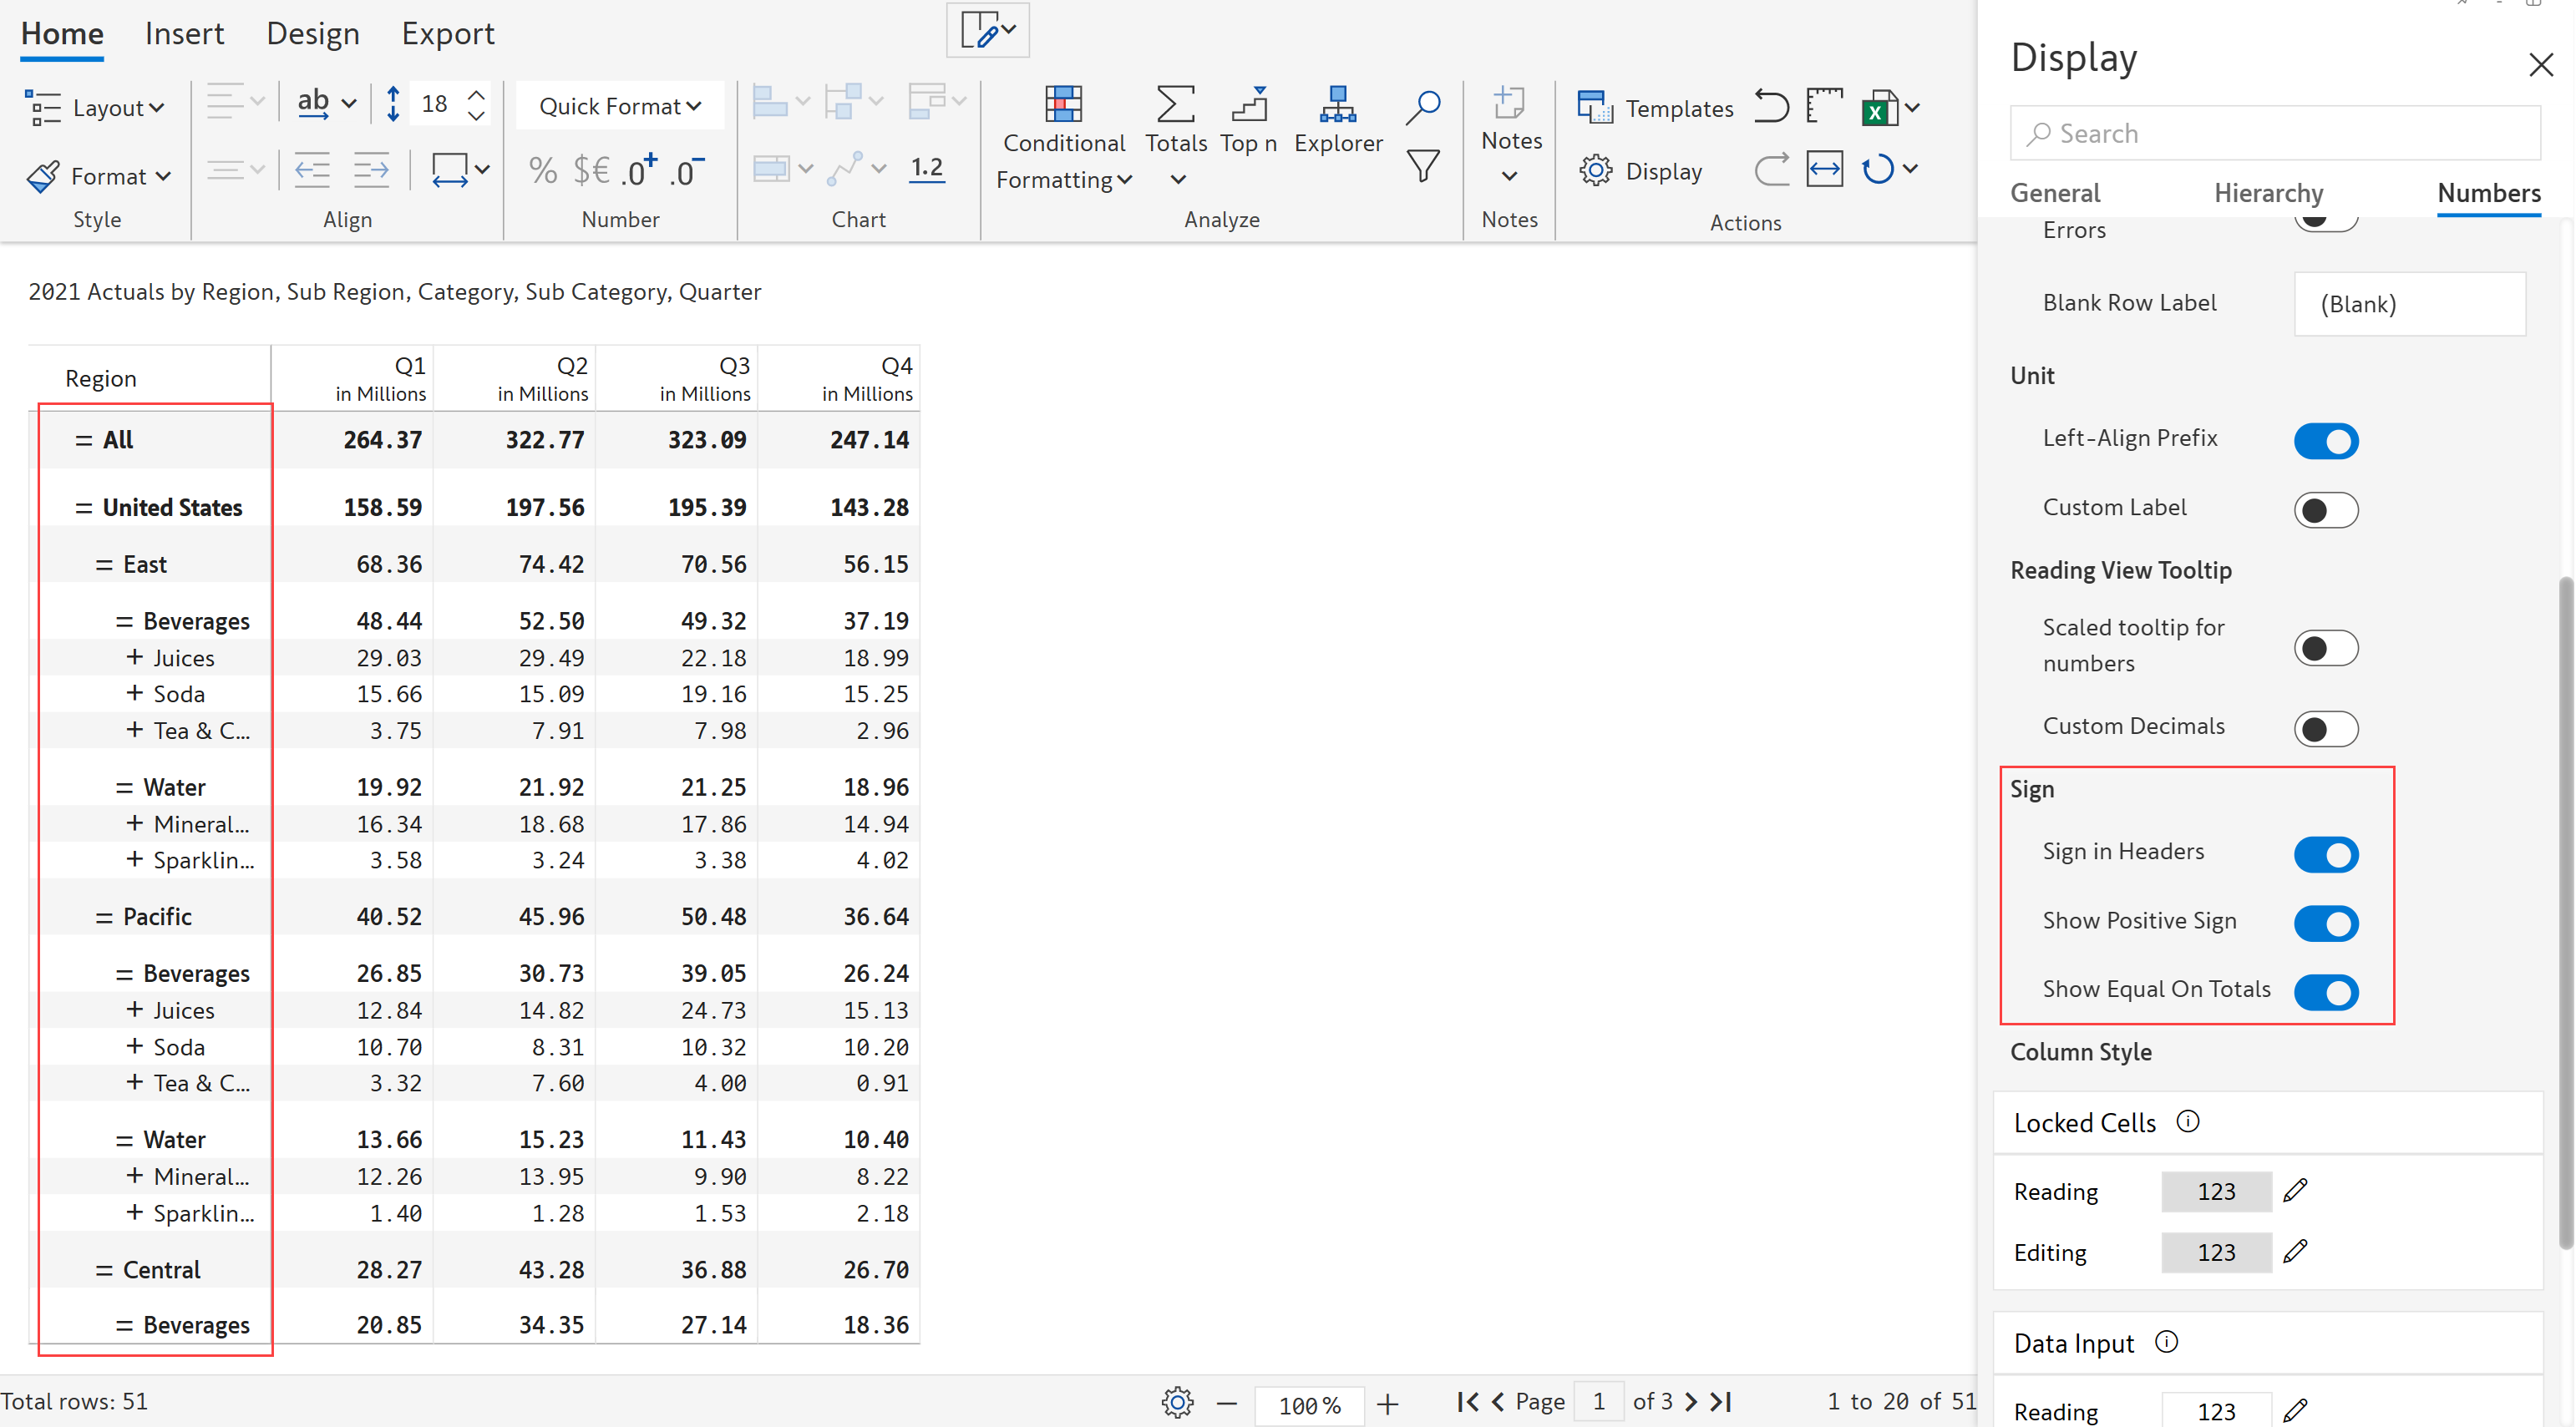 Home Insert Design Export
Layout ab 18 Quick Format
Conditional Formatting Totals Top n Explorer
Notes
Templates
Format % $€ .0+ .0- 1.2
Display
Style Align Number Chart Analyze Notes Actions
2021 Actuals by Region, Sub Region, Category, Sub Category, Quarter
Region Q1 Q2 Q3 Q4
in Millions in Millions in Millions in Millions
= All 264.37 322.77 323.09 247.14
= United States 158.59 197.56 195.39 143.28
= East 68.36 74.42 70.56 56.15
= Beverages 48.44 52.50 49.32 37.19
+ Juices 29.03 29.49 22.18 18.99
+ Soda 15.66 15.09 19.16 15.25
+ Tea & C... 3.75 7.91 7.98 2.96
= Water 19.92 21.92 21.25 18.96
+ Mineral... 16.34 18.68 17.86 14.94
+ Sparklin... 3.58 3.24 3.38 4.02
= Pacific 40.52 45.96 50.48 36.64
= Beverages 26.85 30.73 39.05 26.24
+ Juices 12.84 14.82 24.73 15.13
+ Soda 10.70 8.31 10.32 10.20
+ Tea & C... 3.32 7.60 4.00 0.91
= Water 13.66 15.23 11.43 10.40
+ Mineral... 12.26 13.95 9.90 8.22
+ Sparklin... 1.40 1.28 1.53 2.18
= Central 28.27 43.28 36.88 26.70
= Beverages 20.85 34.35 27.14 18.36
Total rows: 51
100 %
Page 1 of 3
1 to 20 of 51
Display
Search
General Hierarchy Numbers
Errors
Blank Row Label (Blank)
Unit
Left-Align Prefix
Custom Label
Reading View Tooltip
Scaled tooltip for
numbers
Custom Decimals
Sign
Sign in Headers
Show Positive Sign
Show Equal On Totals
Column Style
Locked Cells
Reading 123
Editing 123
Data Input
Reading 123